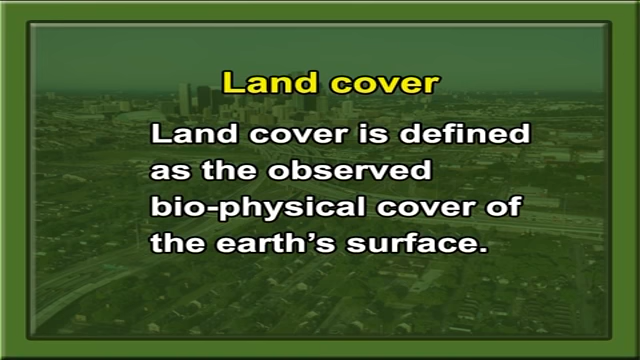 Land cover
Land cover is defined
as the observed
bio-physical cover of
the earth's surface.